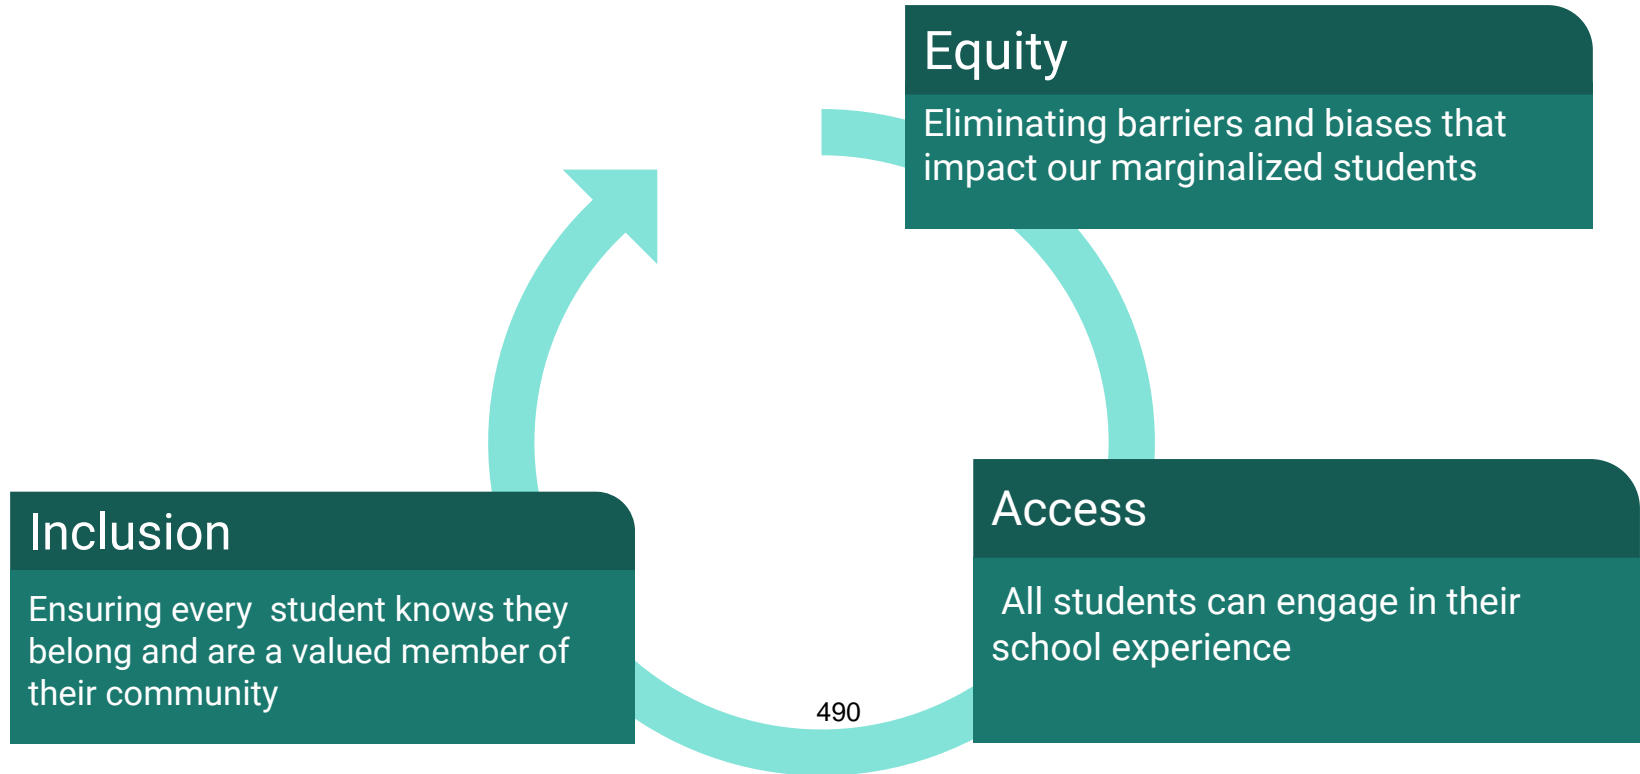 Equity
Eliminating barriers and biases that
impact our marginalized students
Access
All students can engage in their
school experience
Inclusion
Ensuring every  student knows they
belong and are a valued member of
their community
490